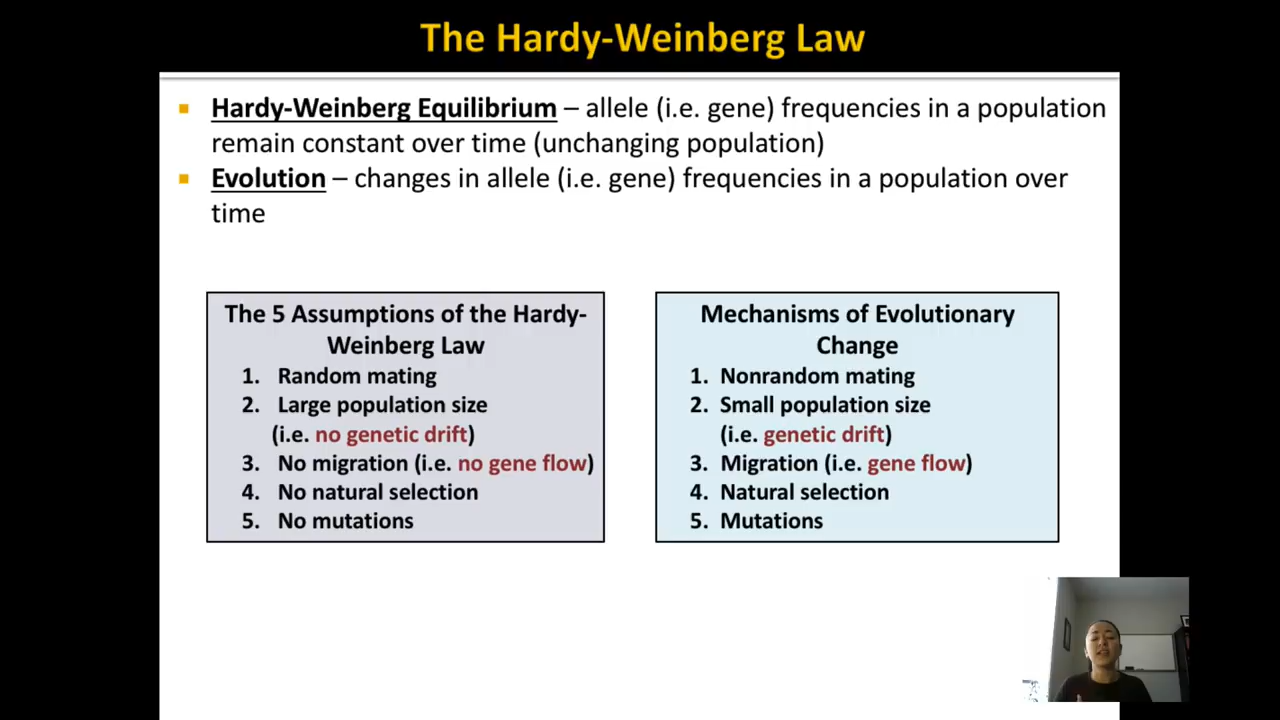 The Hardy-Weinberg Law
Hardy-Weinberg Equilibrium – allele (i.e. gene) frequencies in a population
remain constant over time (unchanging population)
Evolution – changes in allele (i.e. gene) frequencies in a population over
time
The 5 Assumptions of the Hardy-
Weinberg Law
1. Random mating
2. Large population size
(i.e. no genetic drift)
3. No migration (i.e. no gene flow)
4. No natural selection
5. No mutations
Mechanisms of Evolutionary
Change
1. Nonrandom mating
2. Small population size
(i.e. genetic drift)
3. Migration (i.e. gene flow)
4. Natural selection
5. Mutations